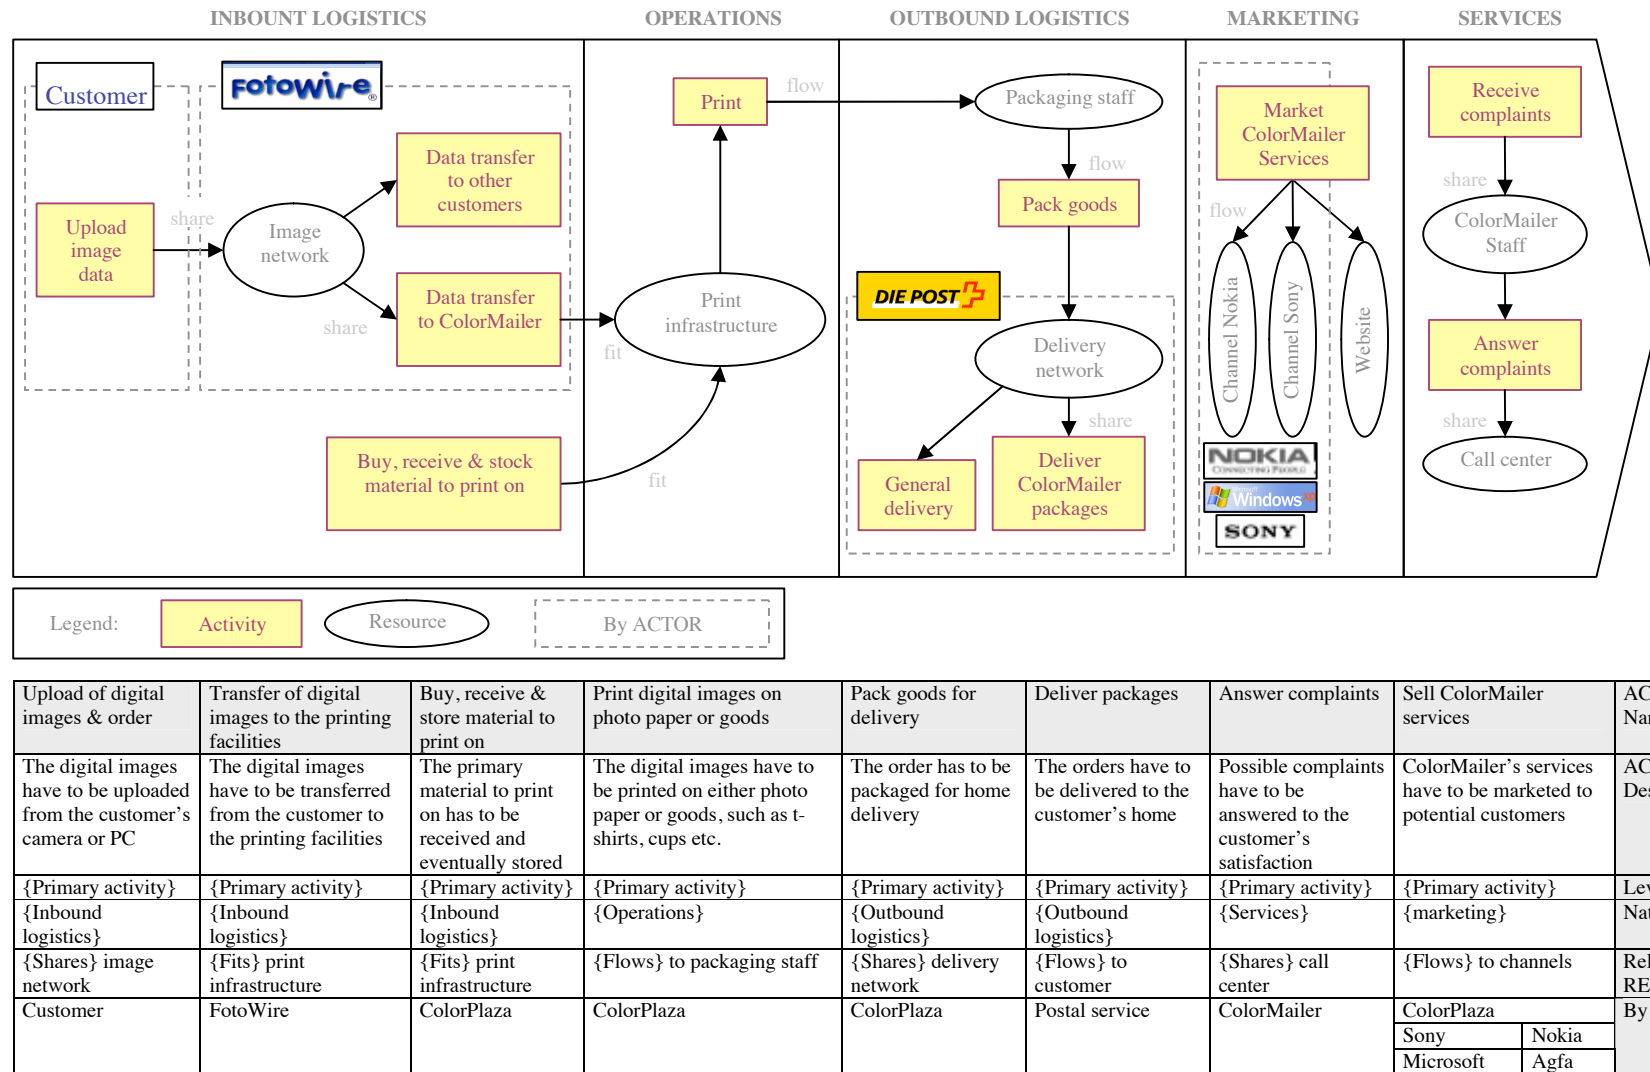 INBOUNT LOGISTICS
OPERATIONS
OUTBOUND LOGISTICS
MARKETING
SERVICES
Customer
FOTOWire®
Upload
image
data
share
Image
network
Data transfer
to other
customers
share
Data transfer
to ColorMailer
Buy, receive & stock
material to print on
fit
fit
Print
flow
Print
infrastructure
Packaging staff
flow
Pack goods
DIE POST
Delivery
network
share
General
delivery
Deliver
ColorMailer
packages
Market
ColorMailer
Services
flow
Channel Nokia
Channel Sony
Website
NOKIA
CONNECTING PEOPLE
Microsoft
Windows xp
SONY
Receive
complaints
share
ColorMailer
Staff
Answer
complaints
share
Call center
Legend:
Activity
Resource
By ACTOR
Upload of digital
images & order
Transfer of digital
images to the printing
facilities
Buy, receive &
store material to
print on
Print digital images on
photo paper or goods
Pack goods for
delivery
Deliver packages
Answer complaints
Sell ColorMailer
services
AC
Nar
The digital images
have to be uploaded
from the customer's
camera or PC
The digital images
have to be transferred
from the customer to
the printing facilities
The primary
material to print
on has to be
received and
eventually stored
The digital images have to
be printed on either photo
paper or goods, such as t-
shirts, cups etc.
The order has to be
packaged for home
delivery
The orders have to
be delivered to the
customer's home
Possible complaints
have to be
answered to the
customer's
satisfaction
ColorMailer's services
have to be marketed to
potential customers
AC
Des
{Primary activity}
{Primary activity}
{Primary activity}
{Primary activity}
{Primary activity}
{Primary activity}
{Primary activity}
{Primary activity}
Lev
{Inbound
logistics}
{Inbound
logistics}
{Inbound
logistics}
{Operations}
{Outbound
logistics}
{Outbound
logistics}
{Services}
{marketing}
Nat
{Shares} image
network
{Fits} print
infrastructure
{Fits} print
infrastructure
{Flows} to packaging staff
{Shares} delivery
network
{Flows} to
customer
{Shares} call
center
{Flows} to channels
Rel
RE
Customer
FotoWire
ColorPlaza
ColorPlaza
ColorPlaza
Postal service
ColorMailer
ColorPlaza
By
Sony
Nokia
Microsoft
Agfa